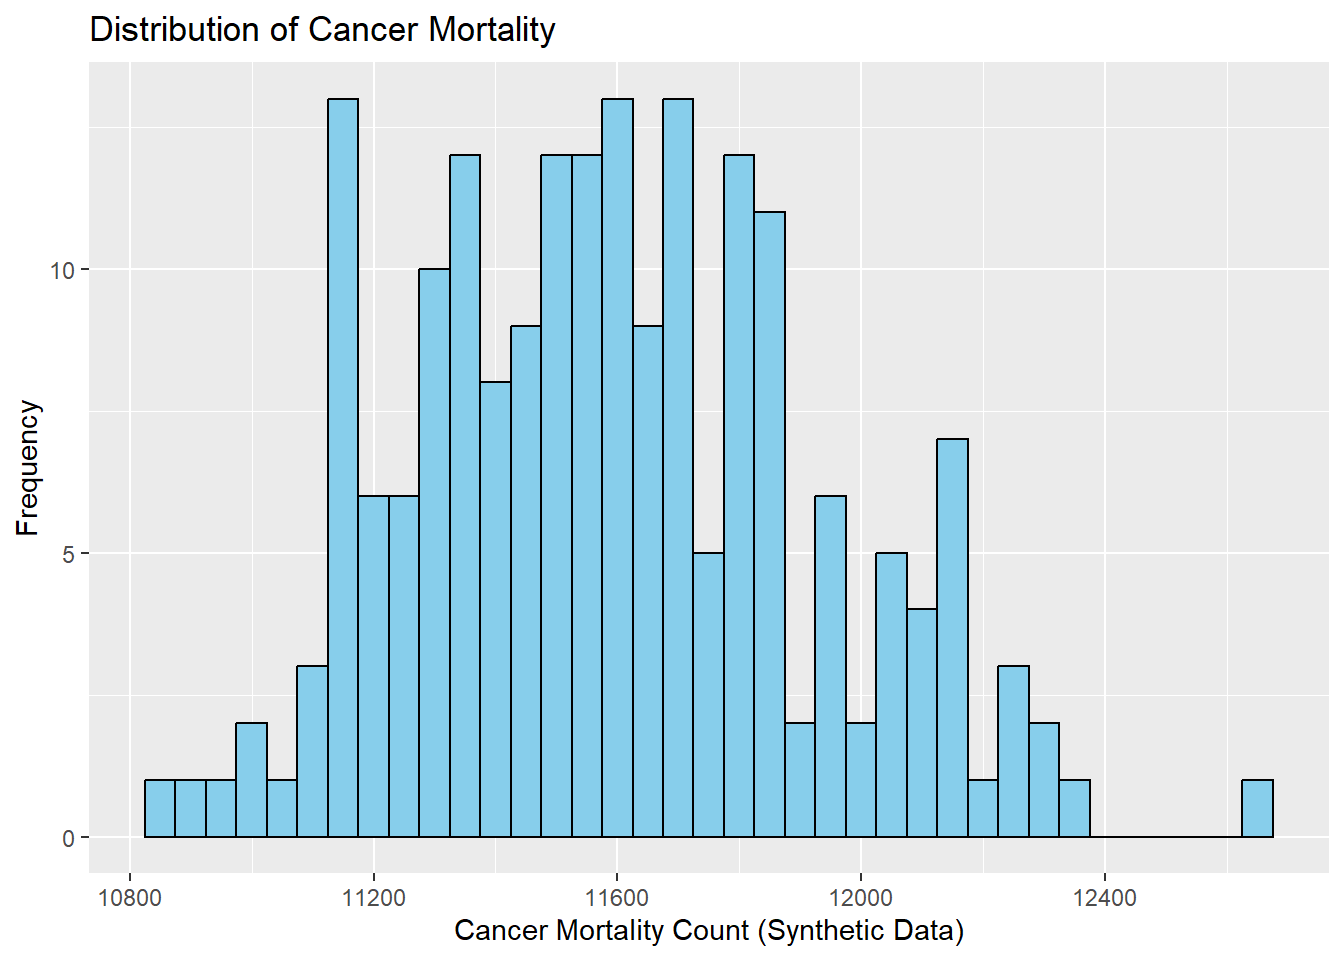 Distribution of Cancer Mortality
10
5
0
Frequency
10800 11200 11600 12000 12400
Cancer Mortality Count (Synthetic Data)